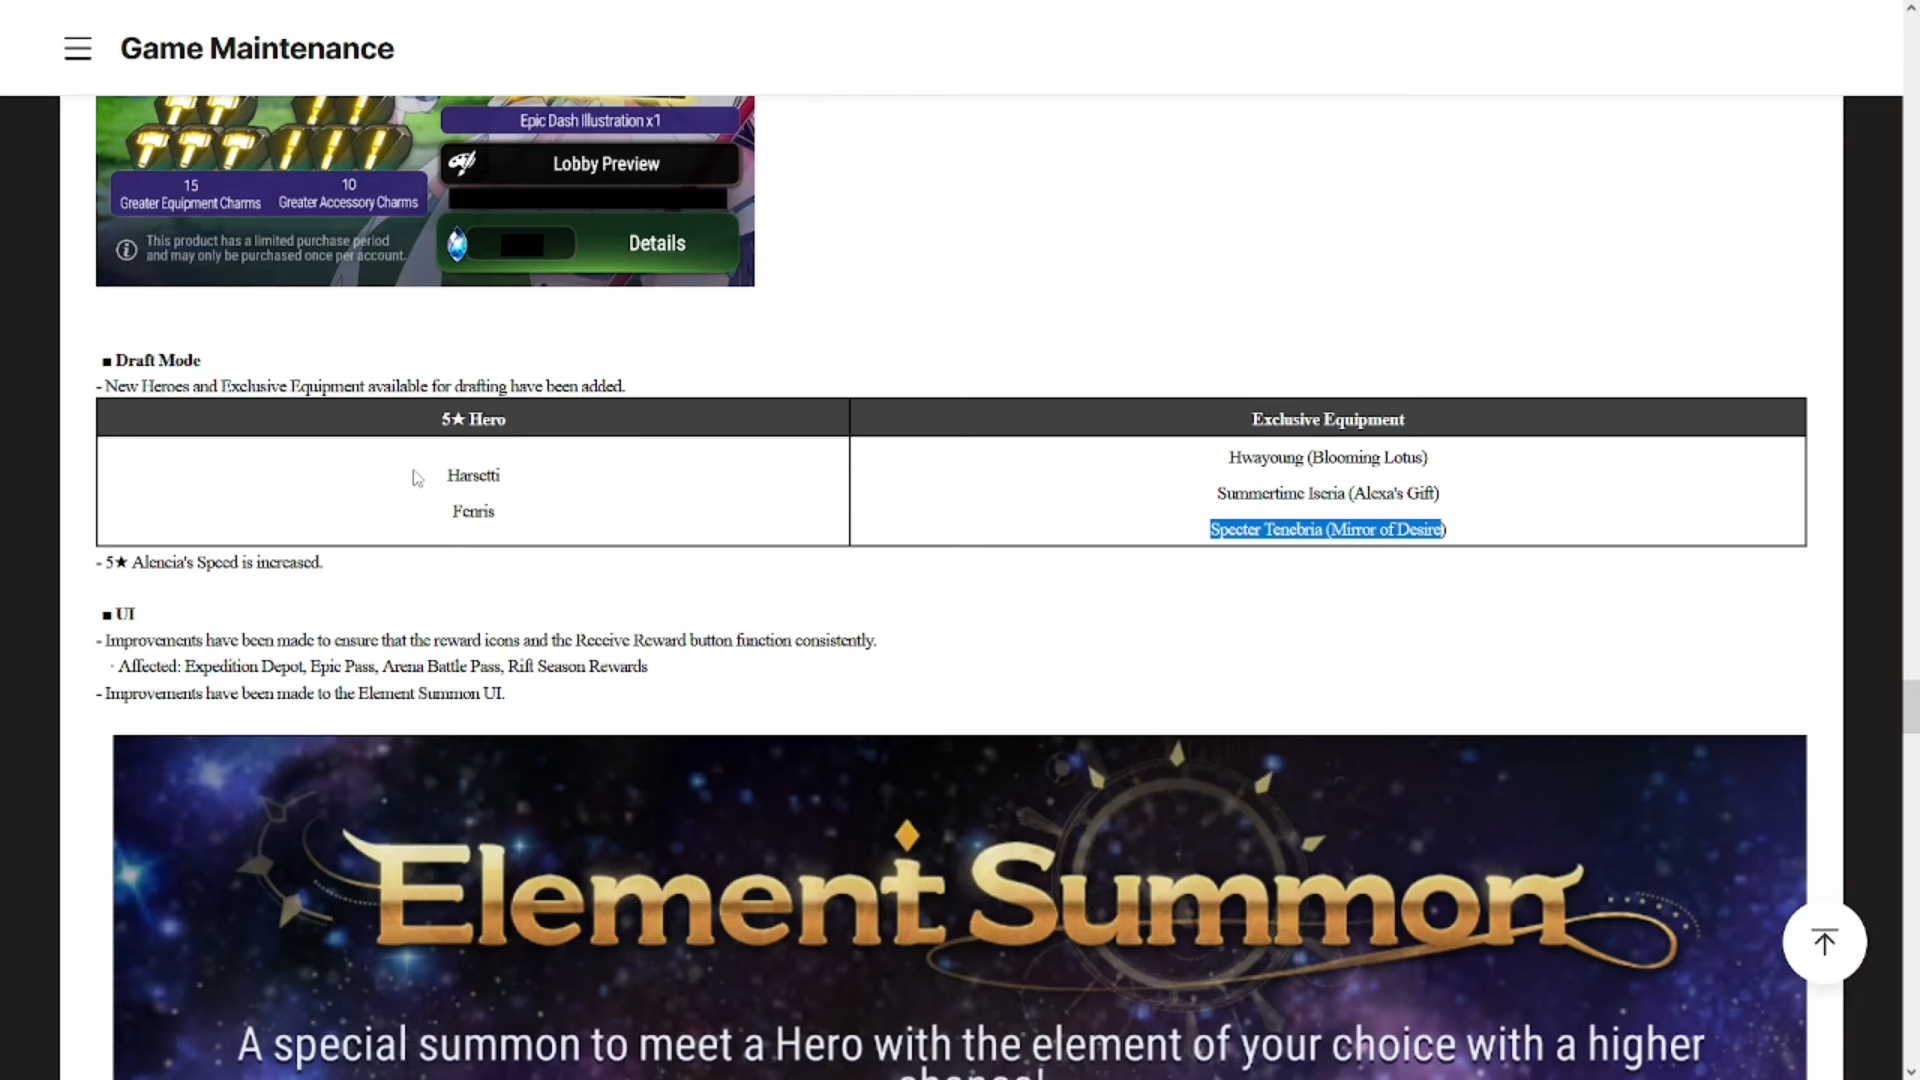 Game Maintenance
Epic Dash Illustration x1
Lobby Preview
15
10
Greater Equipment Charms
Greater Accessory Charms
This product has a limited purchase period
and may only be purchased once per account.
Details
■ Draft Mode
- New Heroes and Exclusive Equipment available for drafting have been added.
5★ Hero
Exclusive Equipment
Harsetti
Fenris
Hwayoung (Blooming Lotus)
Summertime Iseria (Alexa's Gift)
Specter Tenebria (Mirror of Desire)
- 5★ Alencia's Speed is increased.
■ UI
- Improvements have been made to ensure that the reward icons and the Receive Reward button function consistently.
· Affected: Expedition Depot, Epic Pass, Arena Battle Pass, Rift Season Rewards
- Improvements have been made to the Element Summon UI.
Element Summon
A special summon to meet a Hero with the element of your choice with a higher
chance!